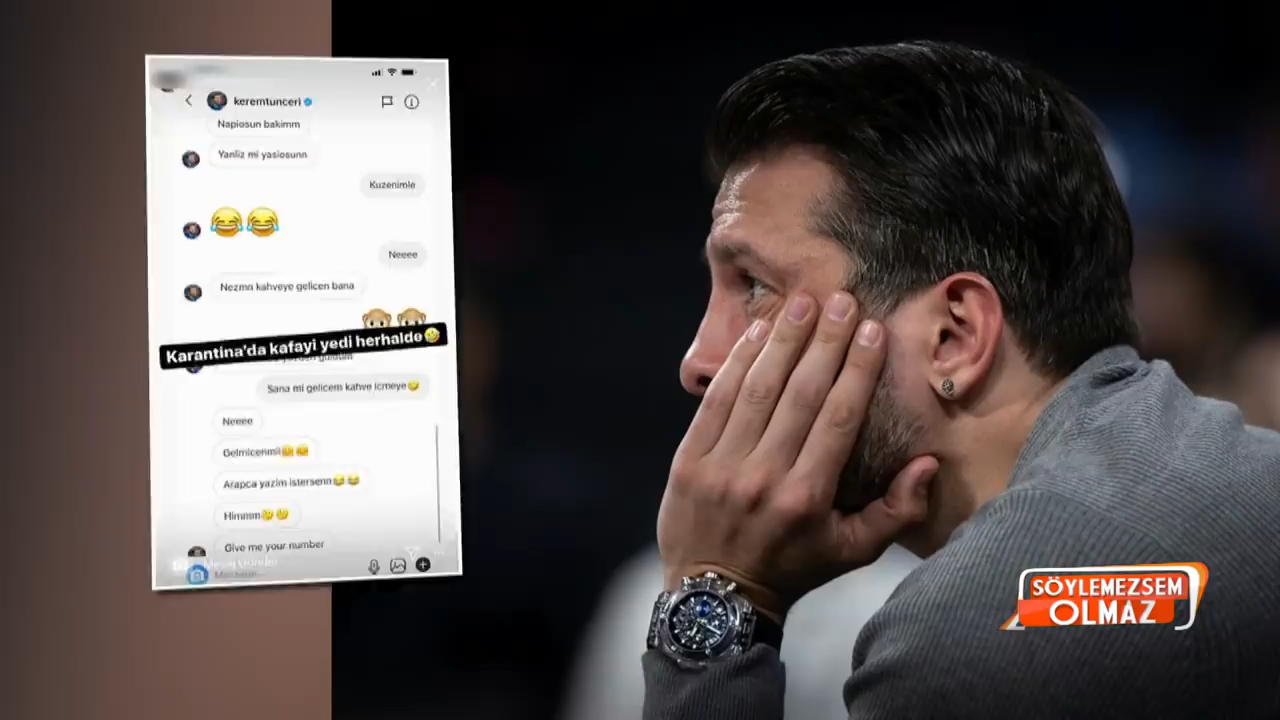 keremtunceri
Napiosun bakimm
Yanliz mi yasiosunn
Kuzenimle
😂😂
Neeee
Nezmn kahveye gelicen bana
Karantina'da kafayi yedi herhalde🤣
Sana mi gelicem kahve icmeye
Neeee
Gelmicenmii
Arapca yazim istersenn
Himmm
Give me your number
SÖYLEMEZSEM
OLMAZ